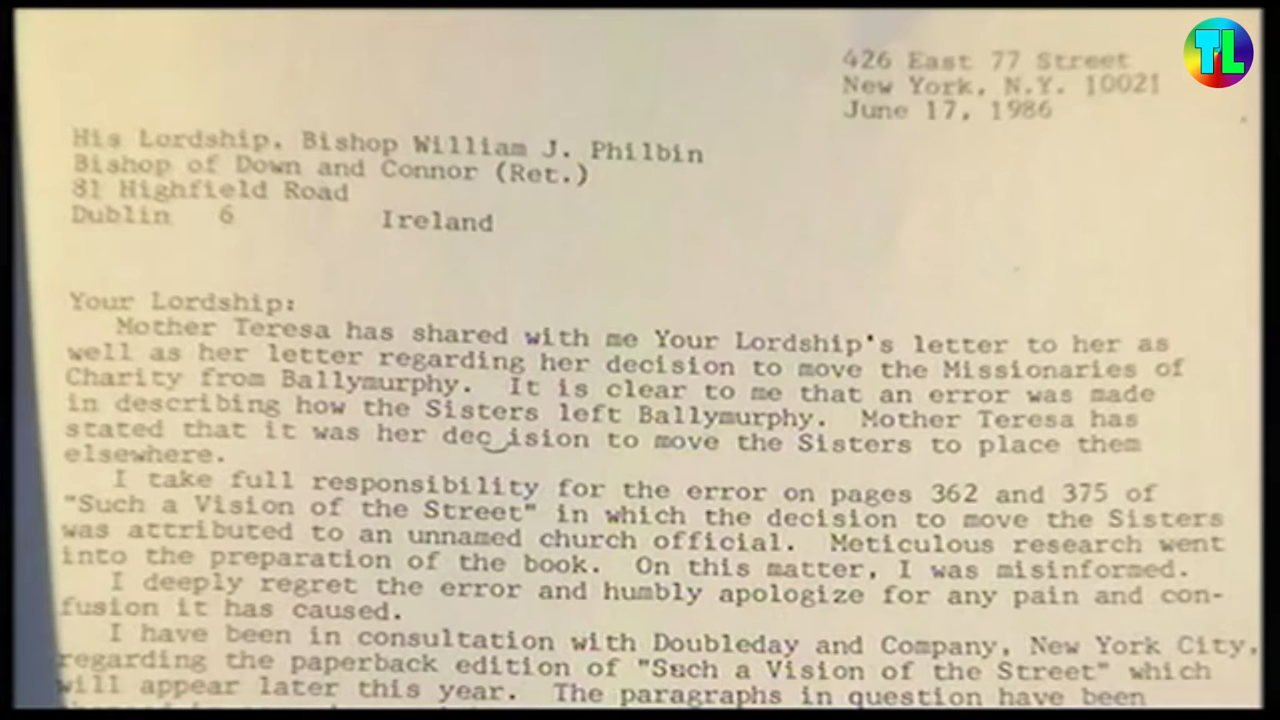 TL
426 East 77 Street
New York, N.Y. 10021
June 17, 1986
His Lordship, Bishop William J. Philbin
Bishop of Down and Connor (Ret.)
81 Highfield Road
Dublin 6 Ireland
Your Lordship:
Mother Teresa has shared with me Your Lordship's letter to her as
well as her letter regarding her decision to move the Missionaries of
Charity from Ballymurphy. It is clear to me that an error was made
in describing how the Sisters left Ballymurphy. Mother Teresa has
stated that it was her dec ision to move the Sisters to place them
elsewhere.
I take full responsibility for the error on pages 362 and 375 of
"Such a Vision of the Street" in which the decision to move the Sisters
was attributed to an unnamed church official. Meticulous research went
into the preparation of the book. On this matter, I was misinformed.
I deeply regret the error and humbly apologize for any pain and con-
fusion it has caused.
I have been in consultation with Doubleday and Company, New York City,
regarding the paperback edition of "Such a Vision of the Street" which
will appear later this year. The paragraphs in question have been